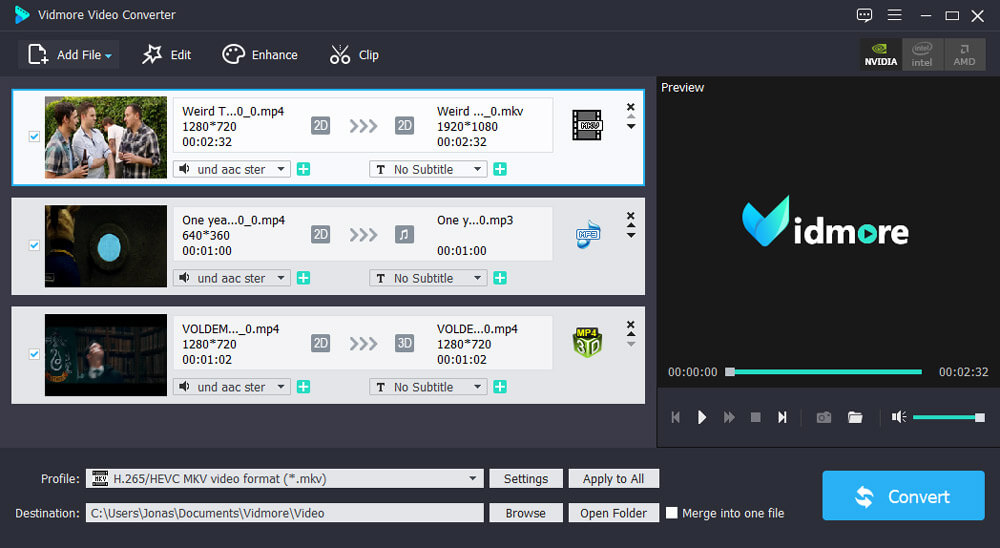 Vidmore Video Converter
Add File Edit Enhance Clip
NVIDIA intel intel AMD
Preview
Weird T...0_0.mp4 Weird ..._0.mkv
1280*720 2D 2D 1920*1080 MKV
00:02:32 00:02:32
und aac ster T No Subtitle
One yea...0_0.mp4 One y...0.mp3
640*360 2D MP3
00:01:00 00:01:00
und aac ster T No Subtitle
VOLDEM..._0.mp4 VOLDE...0.mp4
1280*720 2D 3D 1280*720 MP4 3D
00:01:02 00:01:02
und aac ster T No Subtitle
idmore
00:00:00 00:02:32
Profile: MKV H.265/HEVC MKV video format (*.mkv) Settings Apply to All
Convert
Destination: C:\Users\Jonas\Documents\Vidmore\Video Browse Open Folder Merge into one file